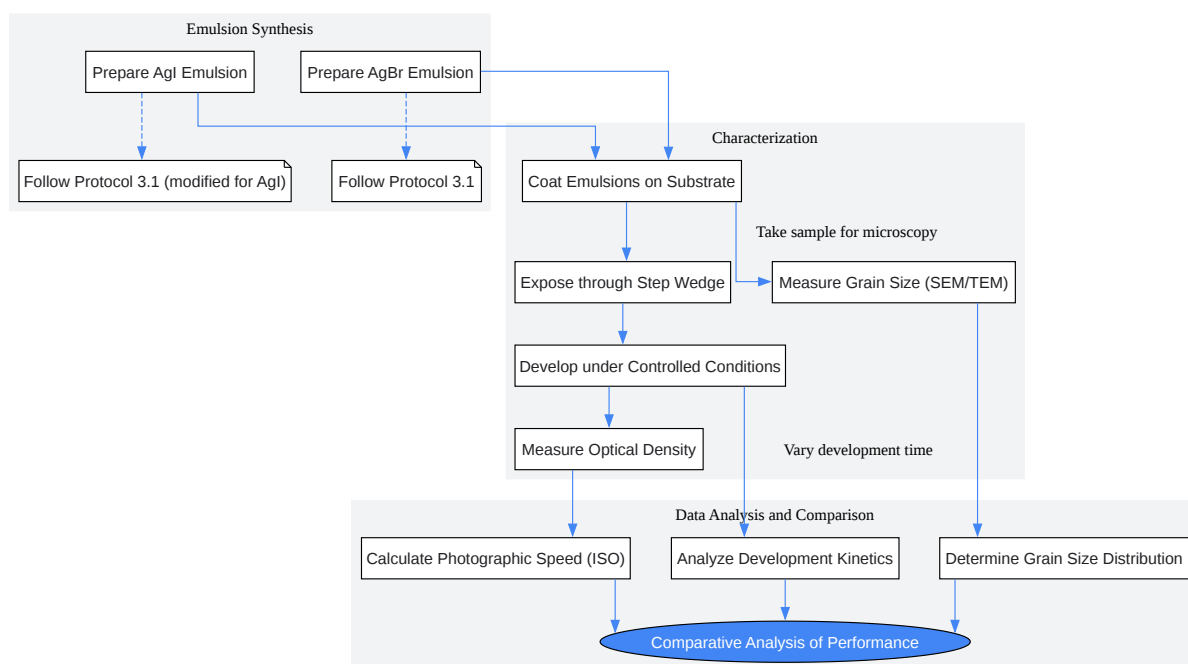 Emulsion Synthesis
Prepare AgI Emulsion
Prepare AgBr Emulsion
Characterization
Follow Protocol 3.1 (modified for AgI)
Follow Protocol 3.1
Coat Emulsions on Substrate
Take sample for microscopy
Expose through Step Wedge
Measure Grain Size (SEM/TEM)
Develop under Controlled Conditions
Measure Optical Density
Vary development time
Data Analysis and Comparison
Calculate Photographic Speed (ISO)
Analyze Development Kinetics
Determine Grain Size Distribution
Comparative Analysis of Performance